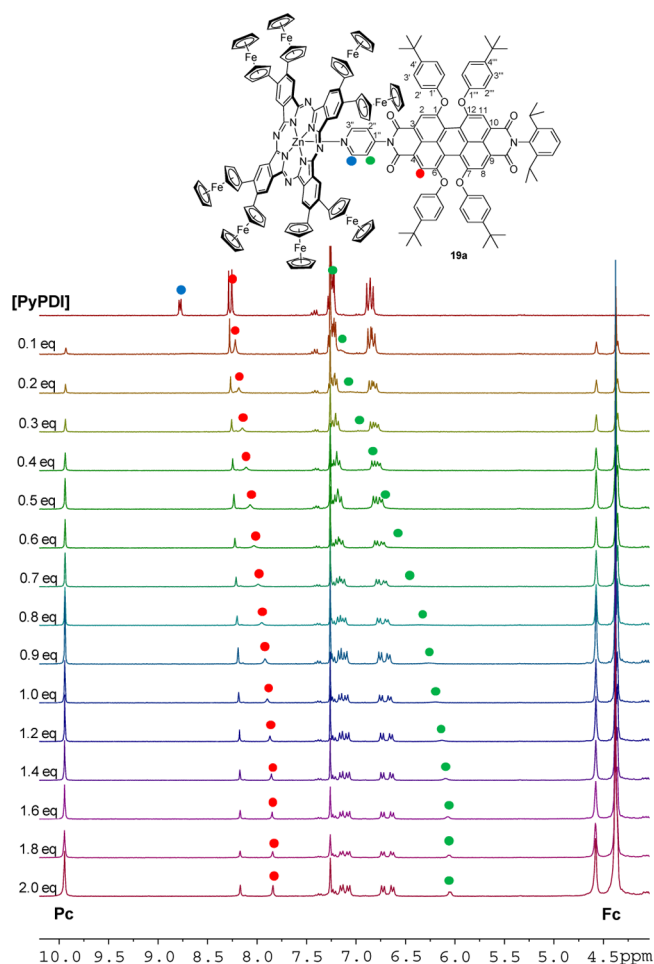 Fe Fe
Fe Fe
4' 4'''
3' 3'''
2' 1' 1''' 2'''
O O
2 1 12 11
Fe
O 3 10 O
N N N N N N N N
Zn
3'' 2'' 1''
N N N
O 4 9 O
6 7 8
O O
Fe Fe
Fe Fe
Fe
19a
[PyPDI]
0.1 eq
0.2 eq
0.3 eq
0.4 eq
0.5 eq
0.6 eq
0.7 eq
0.8 eq
0.9 eq
1.0 eq
1.2 eq
1.4 eq
1.6 eq
1.8 eq
2.0 eq
Pc Fc
10.0 9.5 9.0 8.5 8.0 7.5 7.0 6.5 6.0 5.5 5.0 4.5ppm